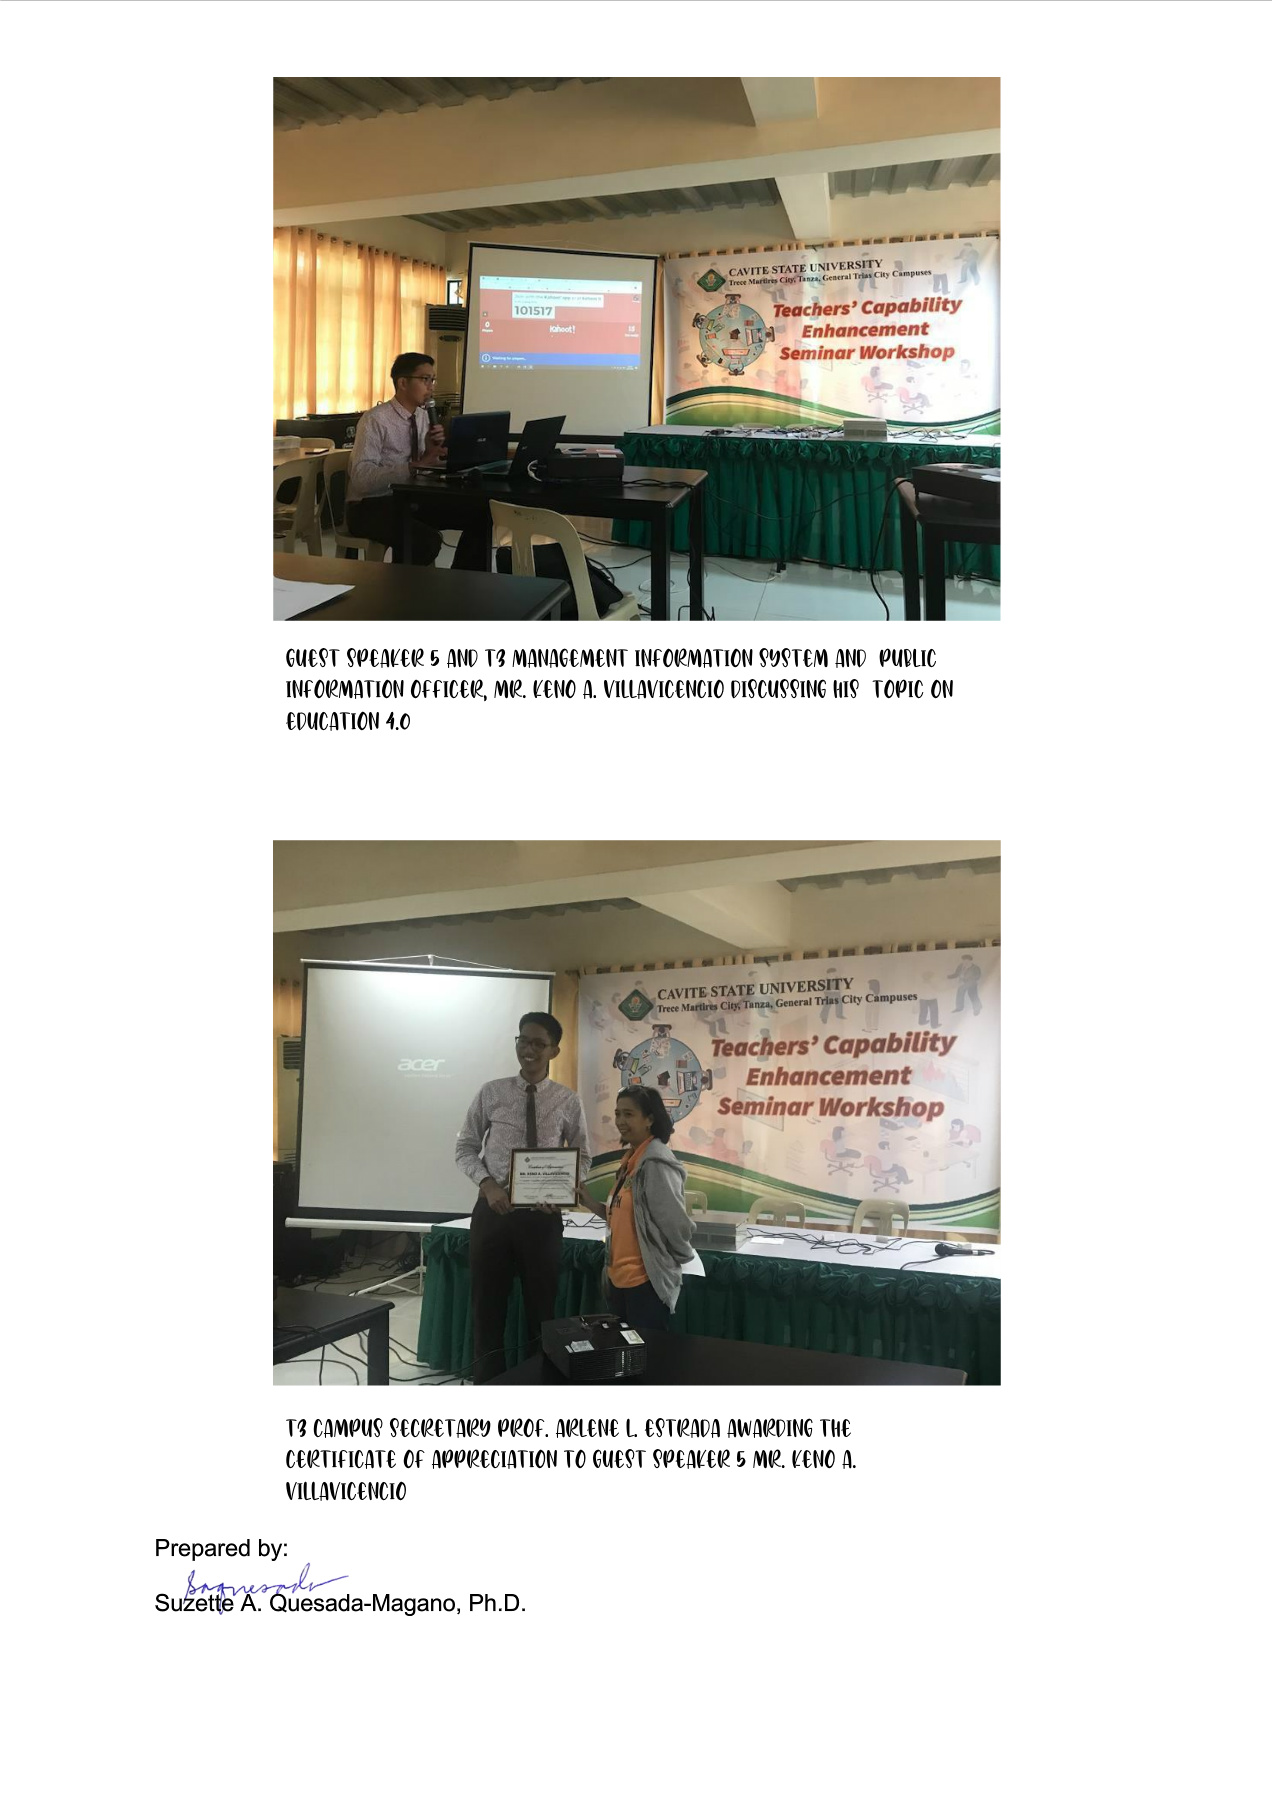 CAVITE STATE UNIVERSITY
Trece Martires City, Tanza, General Trias City Campuses
Teachers' Capability
Enhancement
Seminar Workshop
101517
Kahoot!
GUEST SPEAKER 5 AND T3 MANAGEMENT INFORMATION SYSTEM AND PUBLIC
INFORMATION OFFICER, MR. KENO A. VILLAVICENCIO DISCUSSING HIS TOPIC ON
EDUCATION 4.0
CAVITE STATE UNIVERSITY
Trece Martires City, Tanza, General Trias City Campuses
Teachers' Capability
Enhancement
Seminar Workshop
acer
MR. KENO A. VILLAVICENCIO
T3 CAMPUS SECRETARY PROF. ARLENE L. ESTRADA AWARDING THE
CERTIFICATE OF APPRECIATION TO GUEST SPEAKER 5 MR. KENO A.
VILLAVICENCIO
Prepared by:
Suzette A. Quesada-Magano, Ph.D.